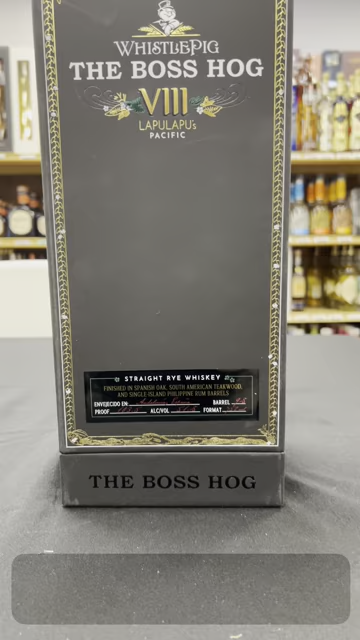 WHISTLEPIG
THE BOSS HOG
VIII
LAPULAPU's
PACIFIC
STRAIGHT RYE WHISKEY
FINISHED IN SPANISH OAK, SOUTH AMERICAN TEAKWOOD,
AND SINGLE ISLAND PHILIPPINE RUM BARRELS
ENVEJECIDO EN BARREL
PROOF ALC/VOL FORMAT
THE BOSS HOG